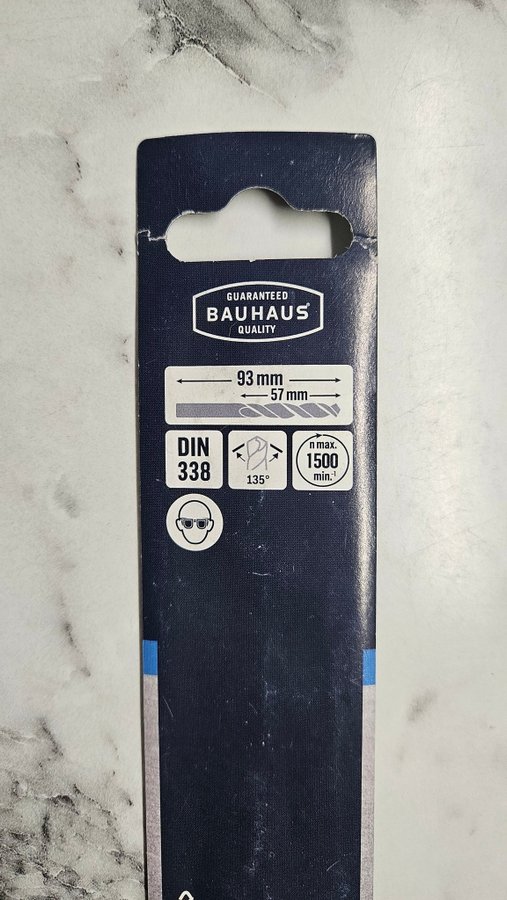 GUARANTEED
BAUHAUS®
QUALITY
93 mm
57 mm
DIN
338
135°
n max.
1500
min.⁻¹